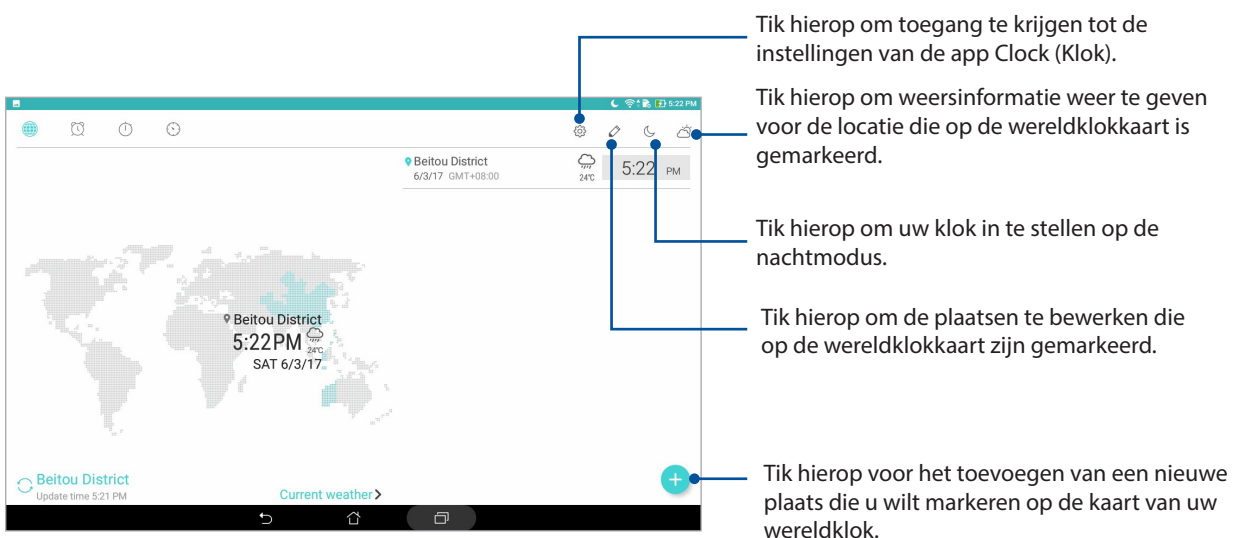 Tik hierop om toegang te krijgen tot de
instellingen van de app Clock (Klok).
Tik hierop om weersinformatie weer te geven
voor de locatie die op de wereldklokkaart is
gemarkeerd.
Tik hierop om uw klok in te stellen op de
nachtmodus.
Tik hierop om de plaatsen te bewerken die
op de wereldklokkaart zijn gemarkeerd.
Tik hierop voor het toevoegen van een nieuwe
plaats die u wilt markeren op de kaart van uw
wereldklok.
5:22 PM
Beitou District
6/3/17 GMT+08:00
24°C
5:22 PM
Beitou District
5:22PM
24°C
SAT 6/3/17
Beitou District
Update time 5:21 PM
Current weather